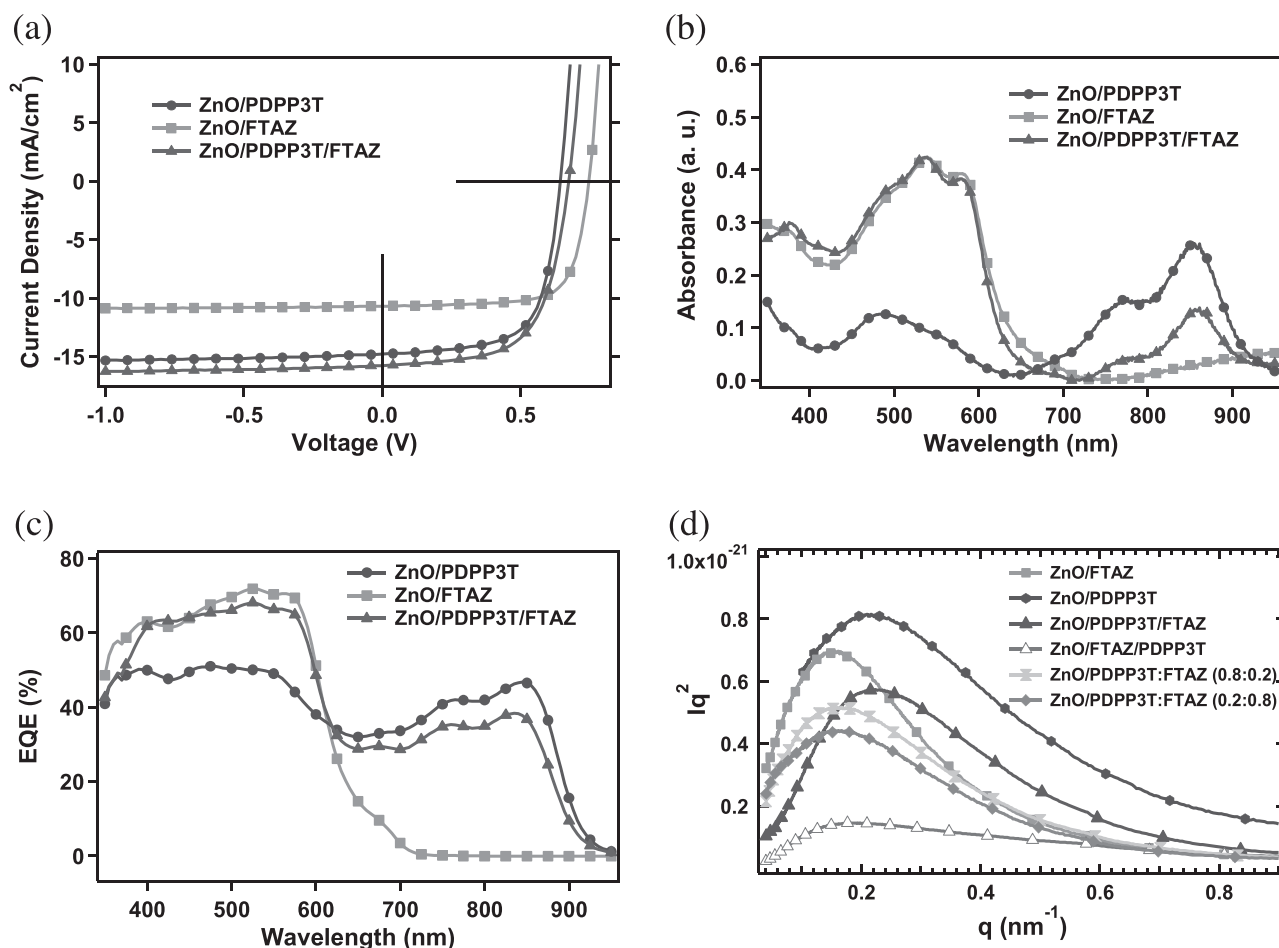 (a)
10
5
0
-5
-10
-15
Current Density (mA/cm²)
ZnO/PDPP3T
ZnO/FTAZ
ZnO/PDPP3T/FTAZ
-1.0 -0.5 0.0 0.5
Voltage (V)
(b)
0.6
0.5
0.4
0.3
0.2
0.1
0.0
Absorbance (a. u.)
ZnO/PDPP3T
ZnO/FTAZ
ZnO/PDPP3T/FTAZ
400 500 600 700 800 900
Wavelength (nm)
(c)
80
60
40
20
0
EQE (%)
ZnO/PDPP3T
ZnO/FTAZ
ZnO/PDPP3T/FTAZ
400 500 600 700 800 900
Wavelength (nm)
(d)
1.0x10⁻²¹
0.8
0.6
0.4
0.2
Iq²
ZnO/FTAZ
ZnO/PDPP3T
ZnO/PDPP3T/FTAZ
ZnO/FTAZ/PDPP3T
ZnO/PDPP3T:FTAZ (0.8:0.2)
ZnO/PDPP3T:FTAZ (0.2:0.8)
0.2 0.4 0.6 0.8
q (nm⁻¹)